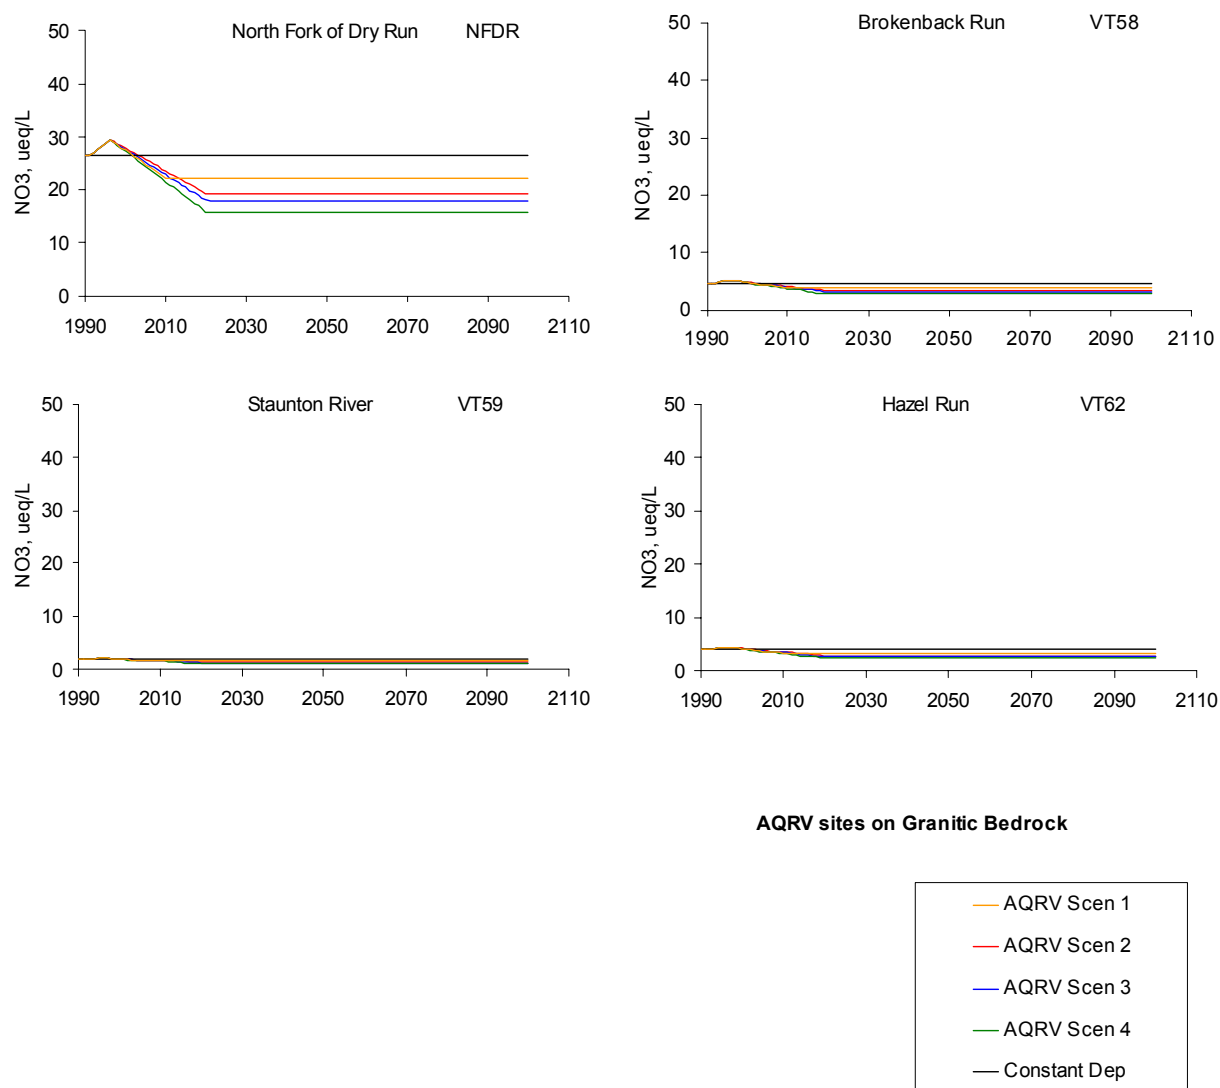 North Fork of Dry Run NFDR
NO3, ueq/L
50
40
30
20
10
0
1990 2010 2030 2050 2070 2090 2110
Brokenback Run VT58
NO3, ueq/L
50
40
30
20
10
0
1990 2010 2030 2050 2070 2090 2110
Staunton River VT59
NO3, ueq/L
50
40
30
20
10
0
1990 2010 2030 2050 2070 2090 2110
Hazel Run VT62
NO3, ueq/L
50
40
30
20
10
0
1990 2010 2030 2050 2070 2090 2110
AQRV sites on Granitic Bedrock
AQRV Scen 1
AQRV Scen 2
AQRV Scen 3
AQRV Scen 4
Constant Dep